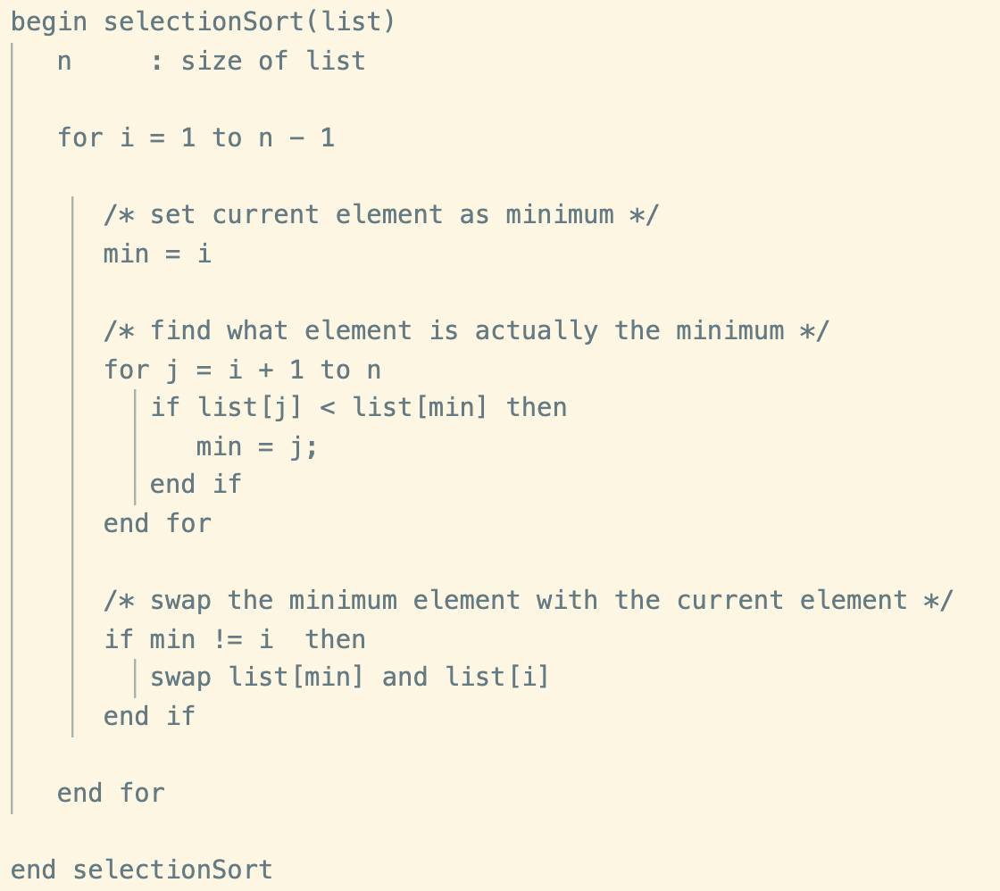 begin selectionSort(list)
n     : size of list
for i = 1 to n – 1
/* set current element as minimum */
min = i
/* find what element is actually the minimum */
for j = i + 1 to n
if list[j] < list[min] then
min = j;
end if
end for
/* swap the minimum element with the current element */
if min != i  then
swap list[min] and list[i]
end if
end for
end selectionSort